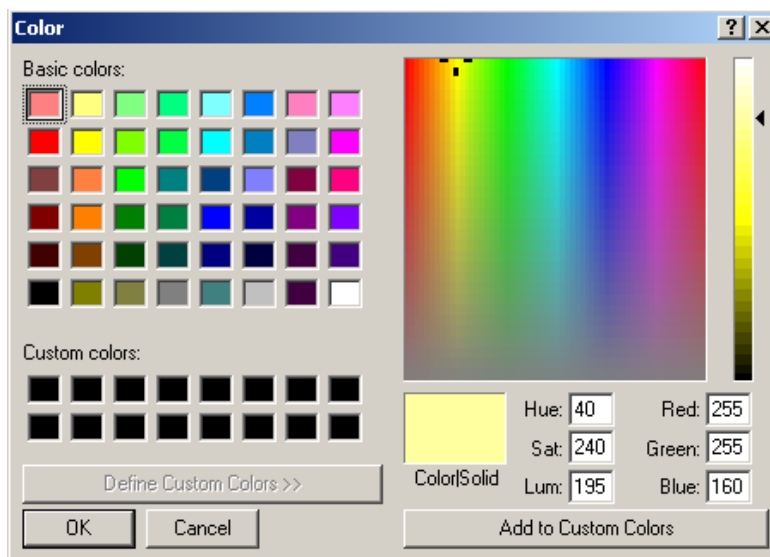 Color
Basic colors:
Custom colors:
Define Custom Colors >>
OK Cancel
Color|Solid
Hue: 40 Red: 255
Sat: 240 Green: 255
Lum: 195 Blue: 160
Add to Custom Colors